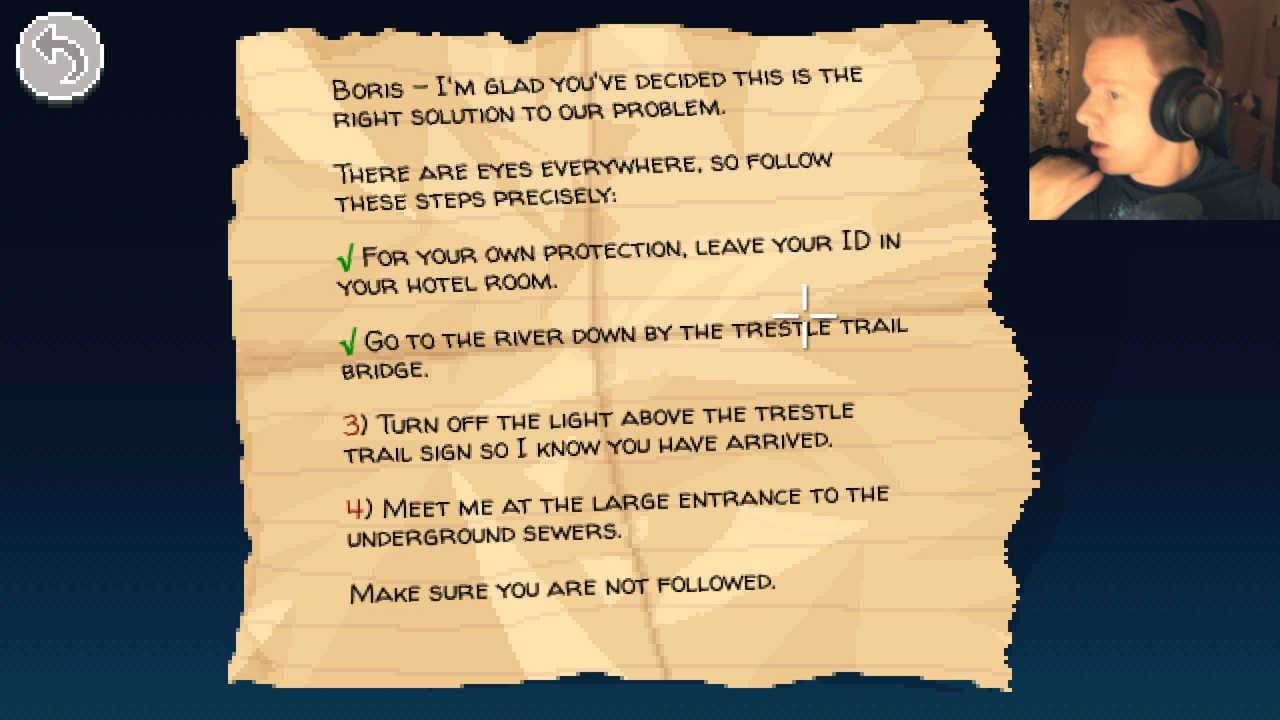 Boris – I'm glad you've decided this is the
right solution to our problem.
There are eyes everywhere, so follow
these steps precisely:
√ For your own protection, leave your ID in
your hotel room.
√ Go to the river down by the trestle trail
bridge.
3) Turn off the light above the trestle
trail sign so I know you have arrived.
4) Meet me at the large entrance to the
underground sewers.
Make sure you are not followed.